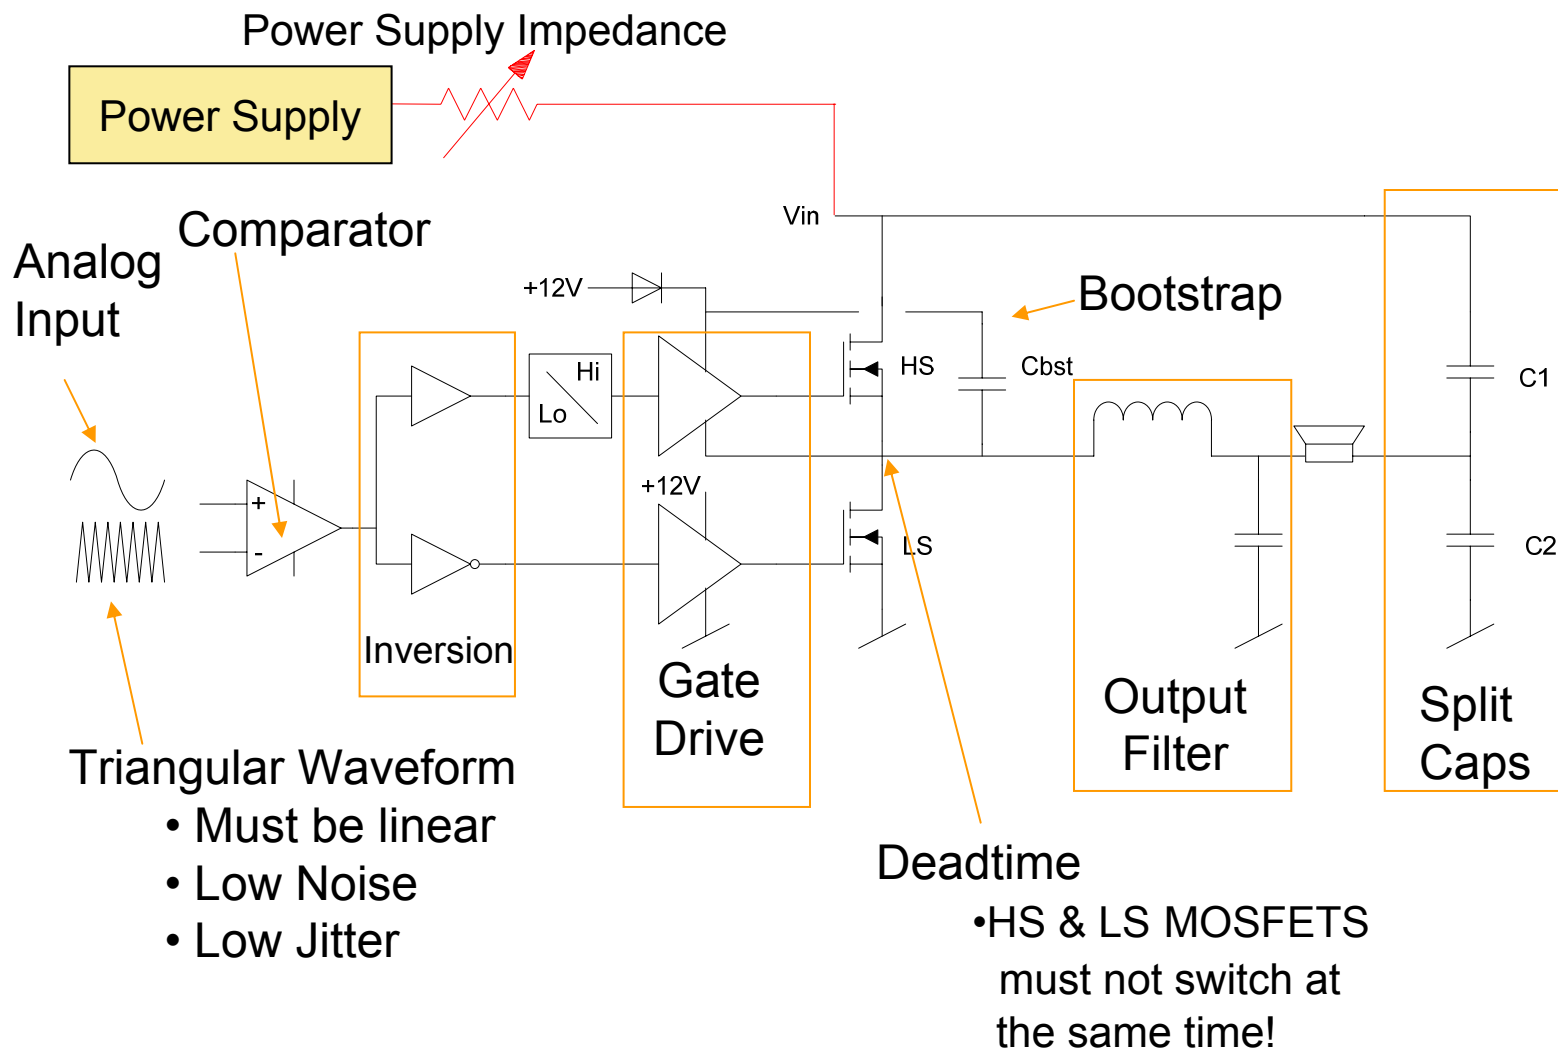 Power Supply Impedance
Power Supply
Vin
Comparator
Analog
Input
+12V
Bootstrap
Hi
Lo
HS
Cbst
C1
+
-
+12V
LS
C2
Inversion
Gate
Drive
Output
Filter
Split
Caps
Triangular Waveform
• Must be linear
• Low Noise
• Low Jitter
Deadtime
•HS & LS MOSFETS
must not switch at
the same time!